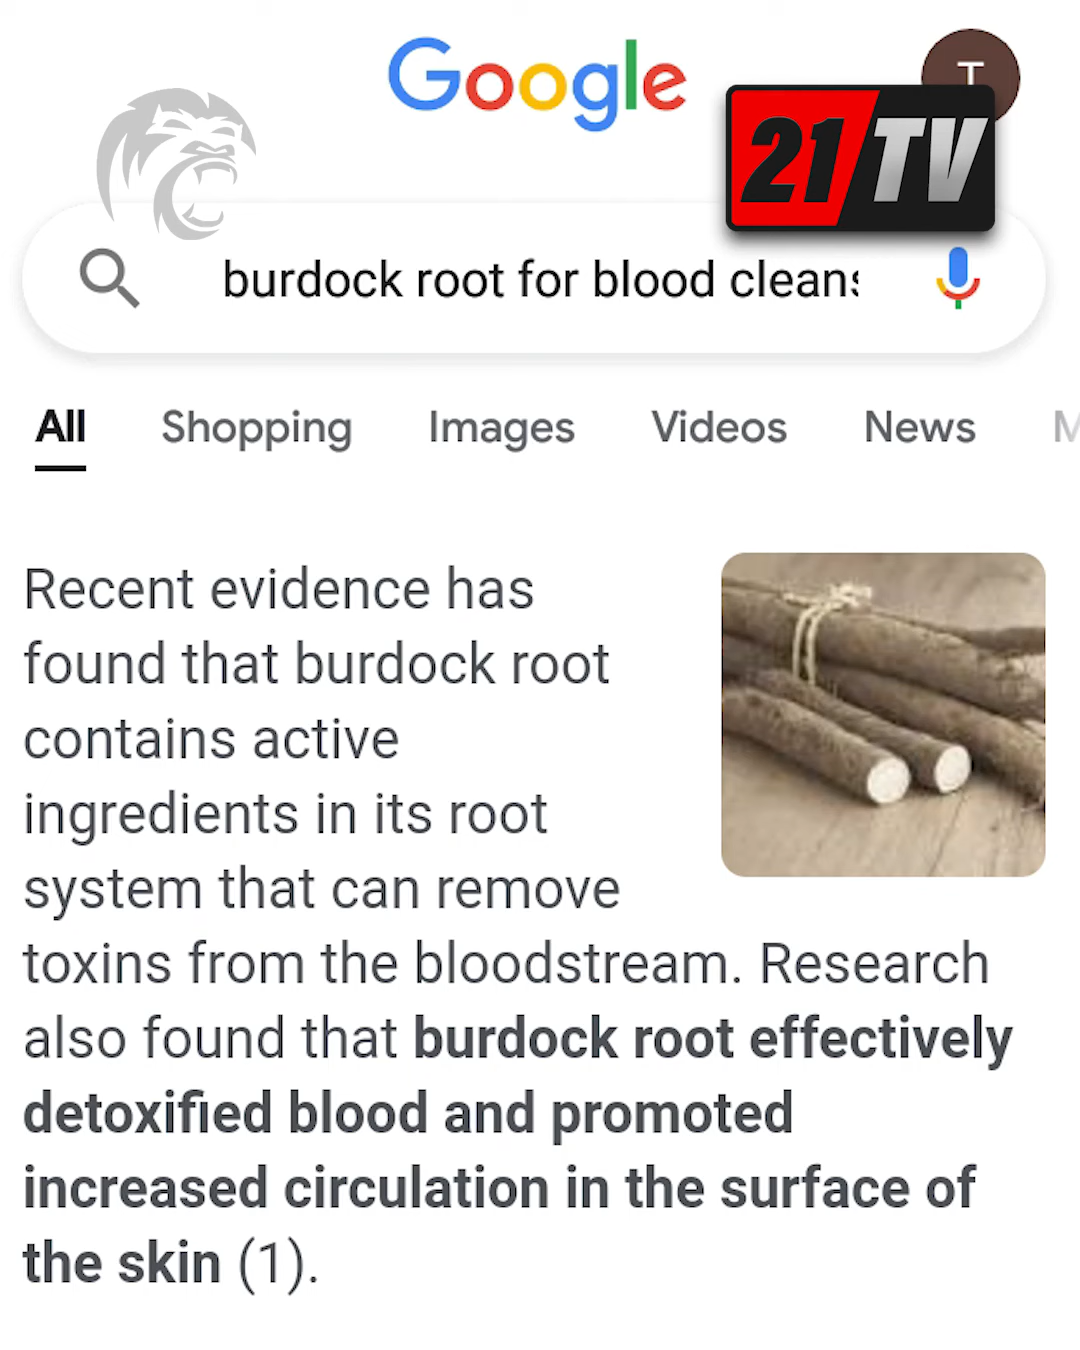 Google
T
21TV
burdock root for blood cleans
All Shopping Images Videos News M
Recent evidence has
found that burdock root
contains active
ingredients in its root
system that can remove
toxins from the bloodstream. Research
also found that burdock root effectively
detoxified blood and promoted
increased circulation in the surface of
the skin (1).